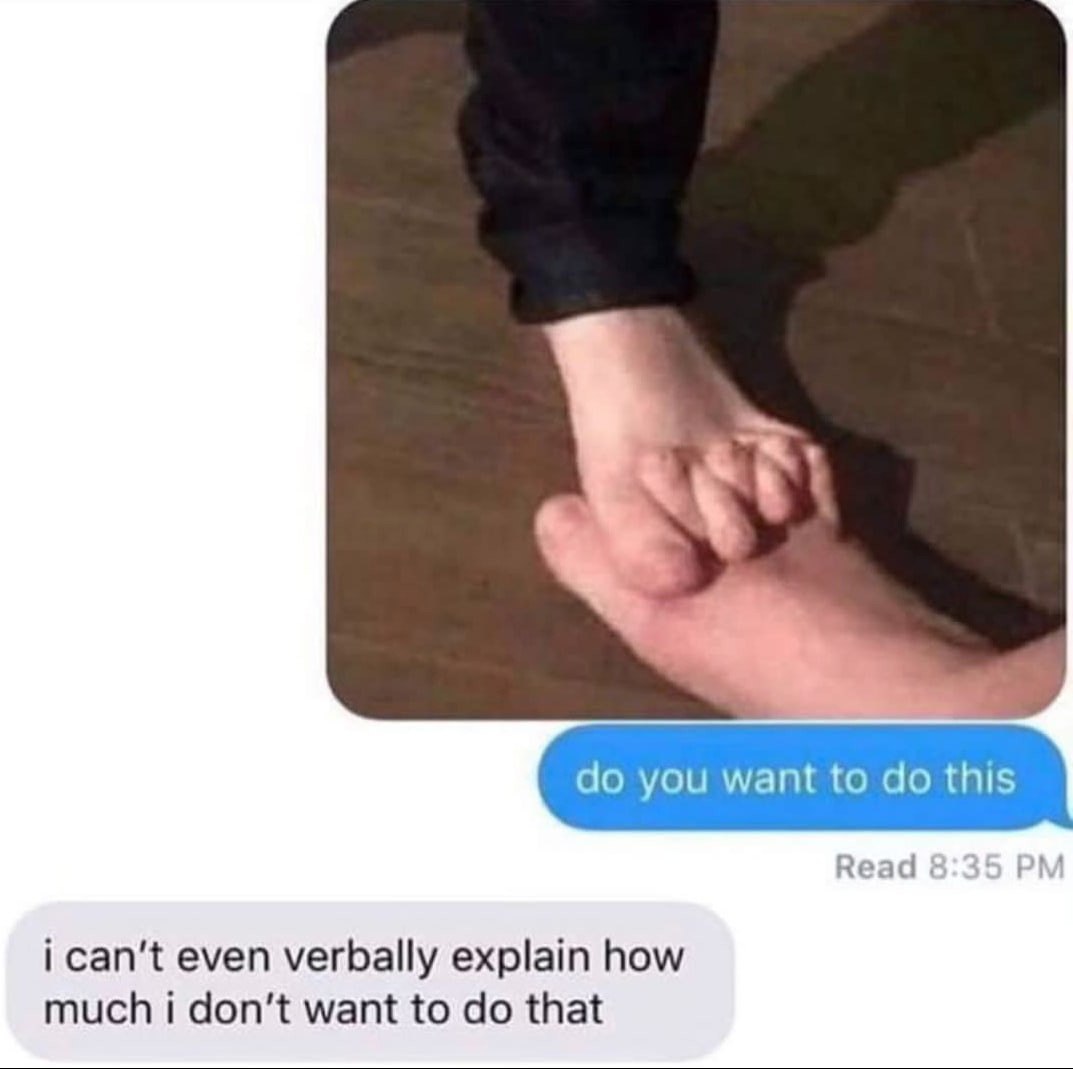 do you want to do this
Read 8:35 PM
i can't even verbally explain how
much i don't want to do that